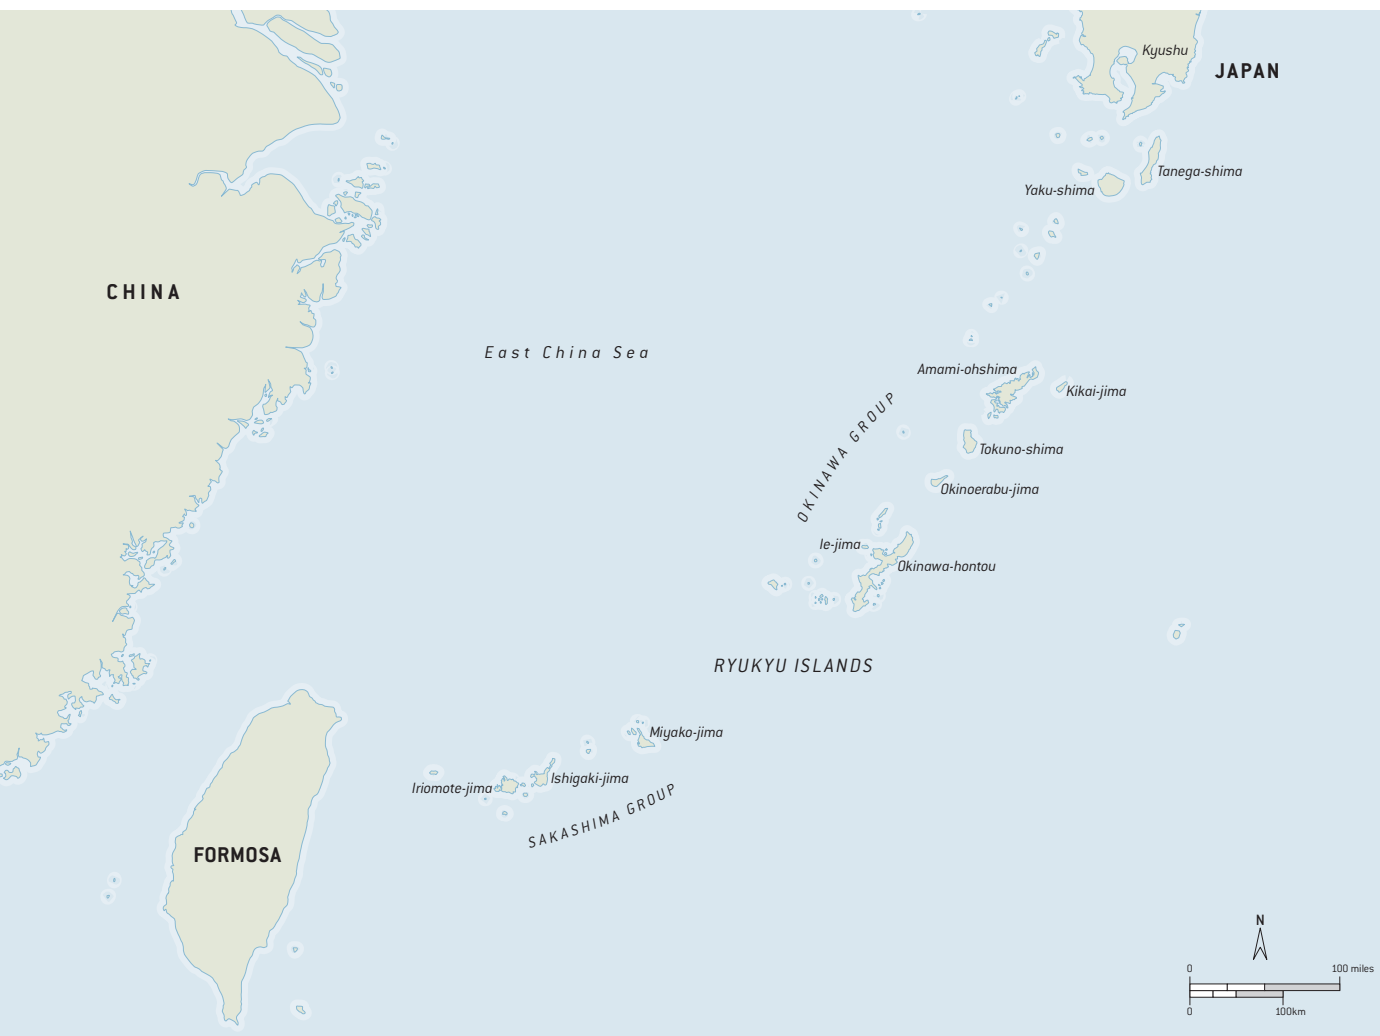 Kyushu
JAPAN
Tanega-shima
Yaku-shima
CHINA
East China Sea
Amami-ohshima
Kikai-jima
OKINAWA GROUP
Tokuno-shima
Okinoerabu-jima
Ie-jima
Okinawa-hontou
RYUKYU ISLANDS
Miyako-jima
Ishigaki-jima
Iriomote-jima
SAKASHIMA GROUP
FORMOSA
N
0 100 miles
0 100km